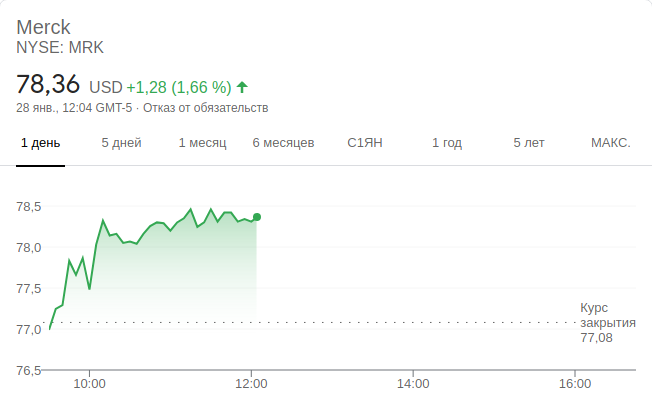 Merck
NYSE: MRK
78,36 USD +1,28 (1,66 %)
28 янв., 12:04 GMT-5 · Отказ от обязательств
1 день 5 дней 1 месяц 6 месяцев С1ЯН 1 год 5 лет МАКС.
78,5
78,0
77,5
77,0
76,5
Курс
закрытия
77,08
10:00 12:00 14:00 16:00